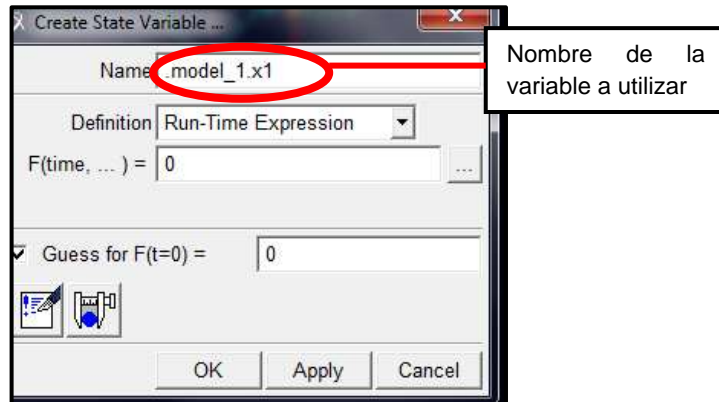 Create State Variable ...
Name .model_1.x1
Nombre de la
variable a utilizar
Definition Run-Time Expression
F(time, ... ) = 0 ...
Guess for F(t=0) = 0
OK Apply Cancel